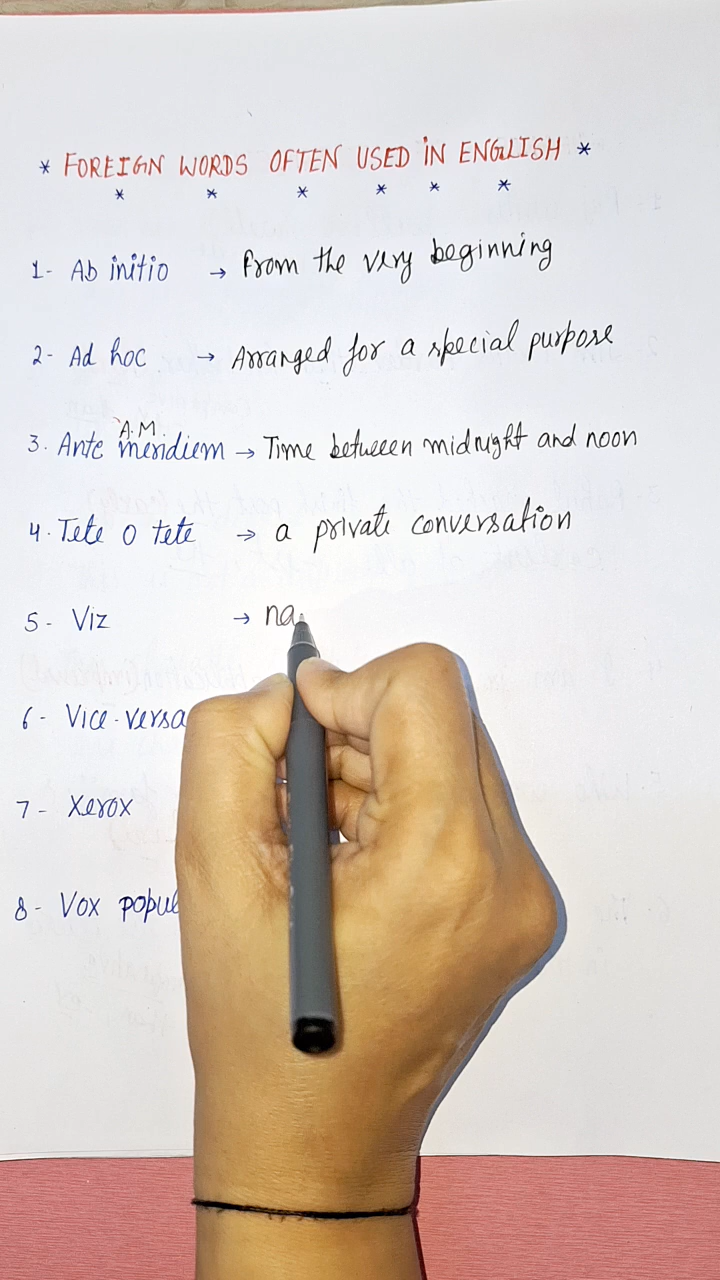 * FOREIGN WORDS OFTEN USED IN ENGLISH *
* * * * * *
1- Ab initio → From the very beginning
2- Ad hoc → Arranged for a special purpose
A.M.
3. Ante meridiem → Time between midnight and noon
4. Tete o tete → a private conversation
5- Viz → na
6- Vice-versa
7- Xerox
8- Vox popul